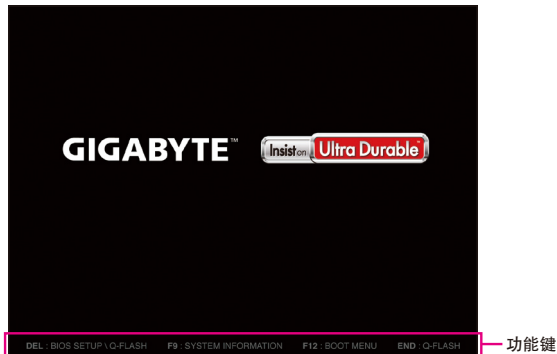 GIGABYTE™
Insist on Ultra Durable™
DEL : BIOS SETUP \ Q-FLASH F9 : SYSTEM INFORMATION F12 : BOOT MENU END : Q-FLASH
功能键